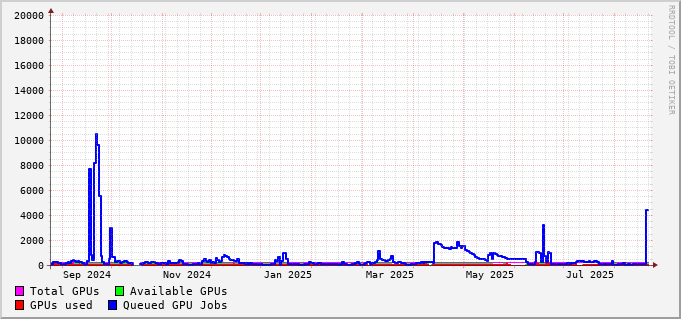 20000
18000
16000
14000
12000
10000
8000
6000
4000
2000
0
Sep 2024 Nov 2024 Jan 2025 Mar 2025 May 2025 Jul 2025
Total GPUs Available GPUs
GPUs used Queued GPU Jobs
RRDTOOL / TOBI OETIKER